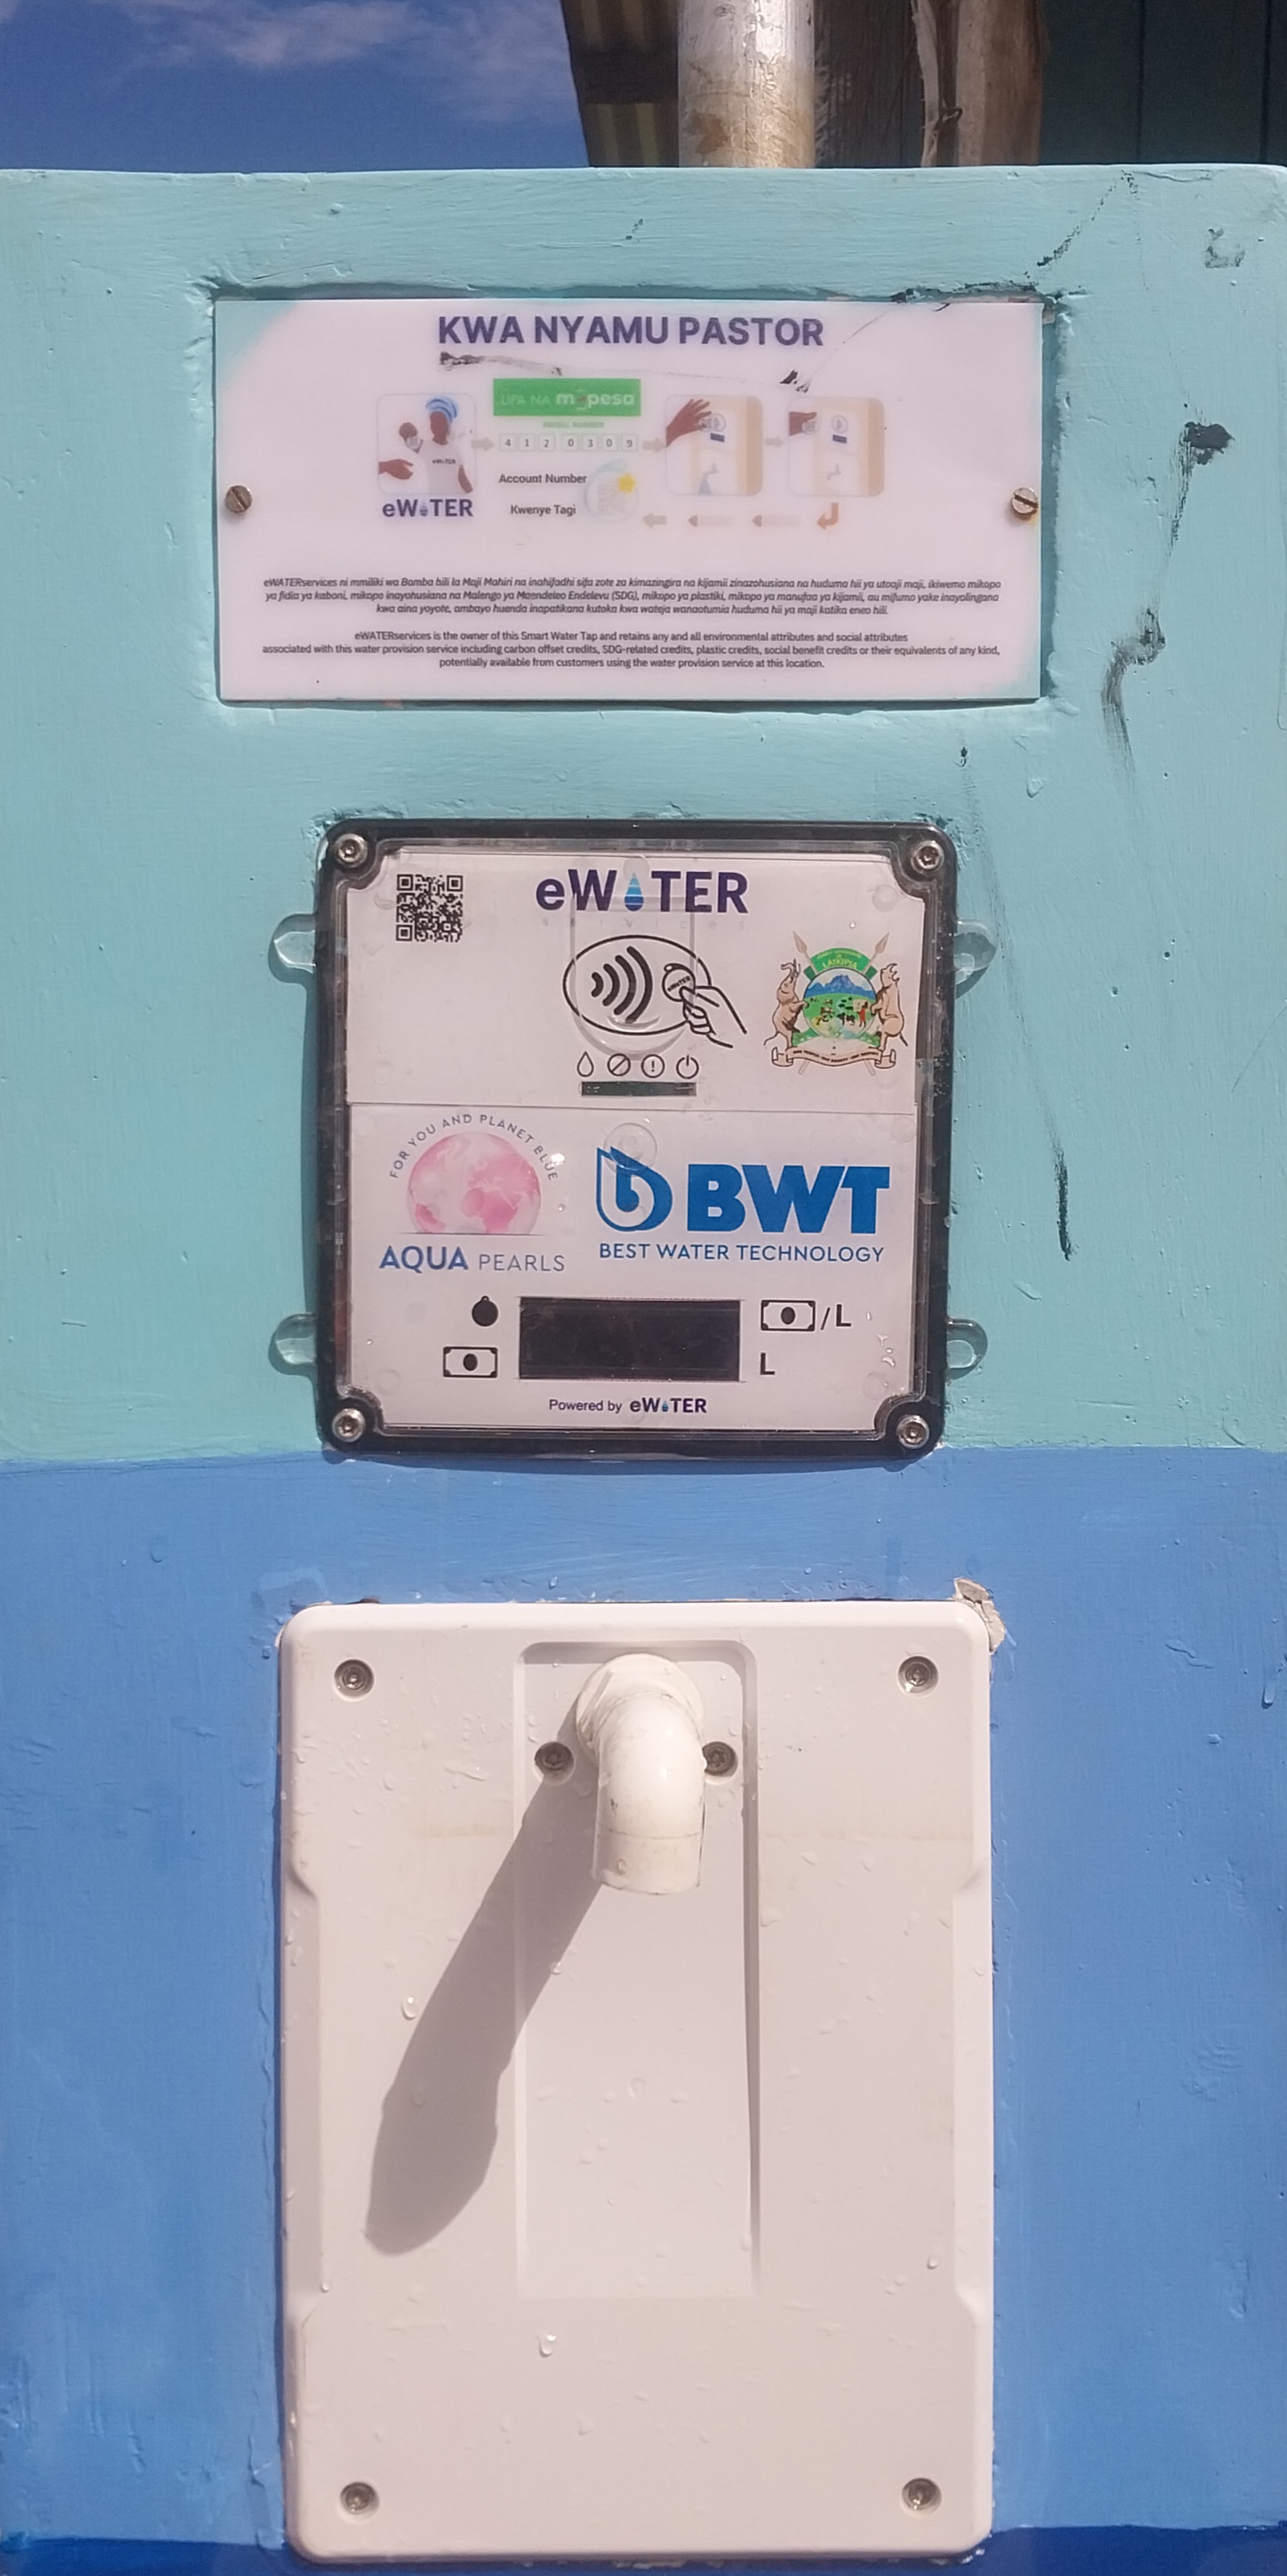 KWA NYAMU PASTOR
LIPA NA m-pesa
PAYBILL NUMBER
4 1 2 0 3 0 9
Account Number
Kwenye Tagi
eWATER
eWATER
eWATERservices ni mmiliki wa Bomba hili la Maji Mahiri na inahifadhi sifa zote za kimazingira na kijamii zinazohusiana na huduma hii ya utoaji maji, ikiwemo mikopo
ya fidia ya kaboni, mikopo inayohusiana na Malengo ya Maendeleo Endelevu (SDG), mikopo ya plastiki, mikopo ya manufaa ya kijamii, au mifumo yake inayolingana
kwa aina yoyote, ambayo huenda inapatikana kutoka kwa wateja wanaotumia huduma hii ya maji katika eneo hili.
eWATERservices is the owner of this Smart Water Tap and retains any and all environmental attributes and social attributes
associated with this water provision service including carbon offset credits, SDG-related credits, plastic credits, social benefit credits or their equivalents of any kind,
potentially available from customers using the water provision service at this location.
eWATER
SERVICES
eWATER
LAIKIPIA
FOR YOU AND PLANET BLUE
AQUA PEARLS
BWT
BEST WATER TECHNOLOGY
/L
L
Powered by eWATER